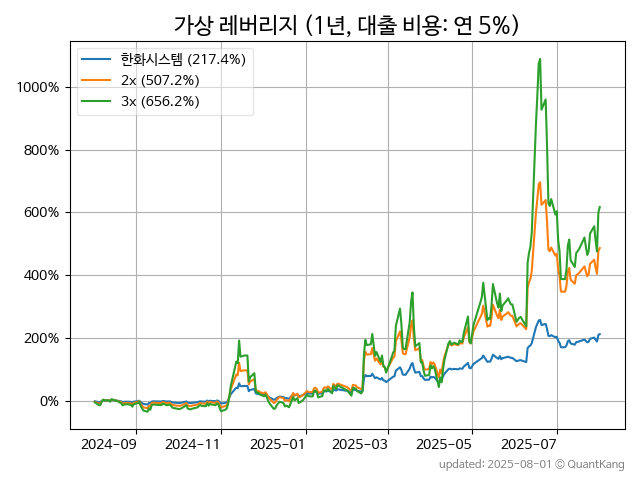 가상 레버리지 (1년, 대출 비용: 연 5%)
한화시스템 (217.4%)
2x (507.2%)
3x (656.2%)
1000%
800%
600%
400%
200%
0%
2024-09 2024-11 2025-01 2025-03 2025-05 2025-07
updated: 2025-08-01 © QuantKang